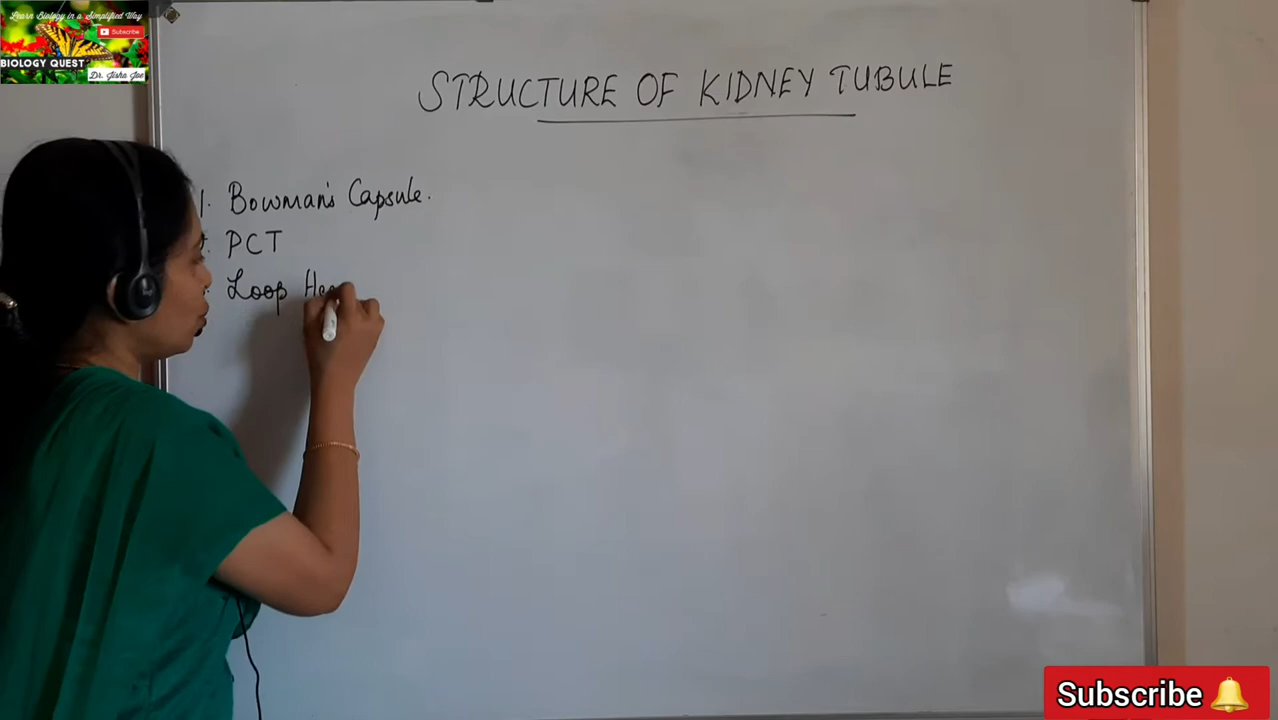 Learn Biology in a Simplified Way
Subscribe
BIOLOGY QUEST
Dr. Jisha Joe
STRUCTURE OF KIDNEY TUBULE
1. Bowman's Capsule.
PCT
Loop
Subscribe